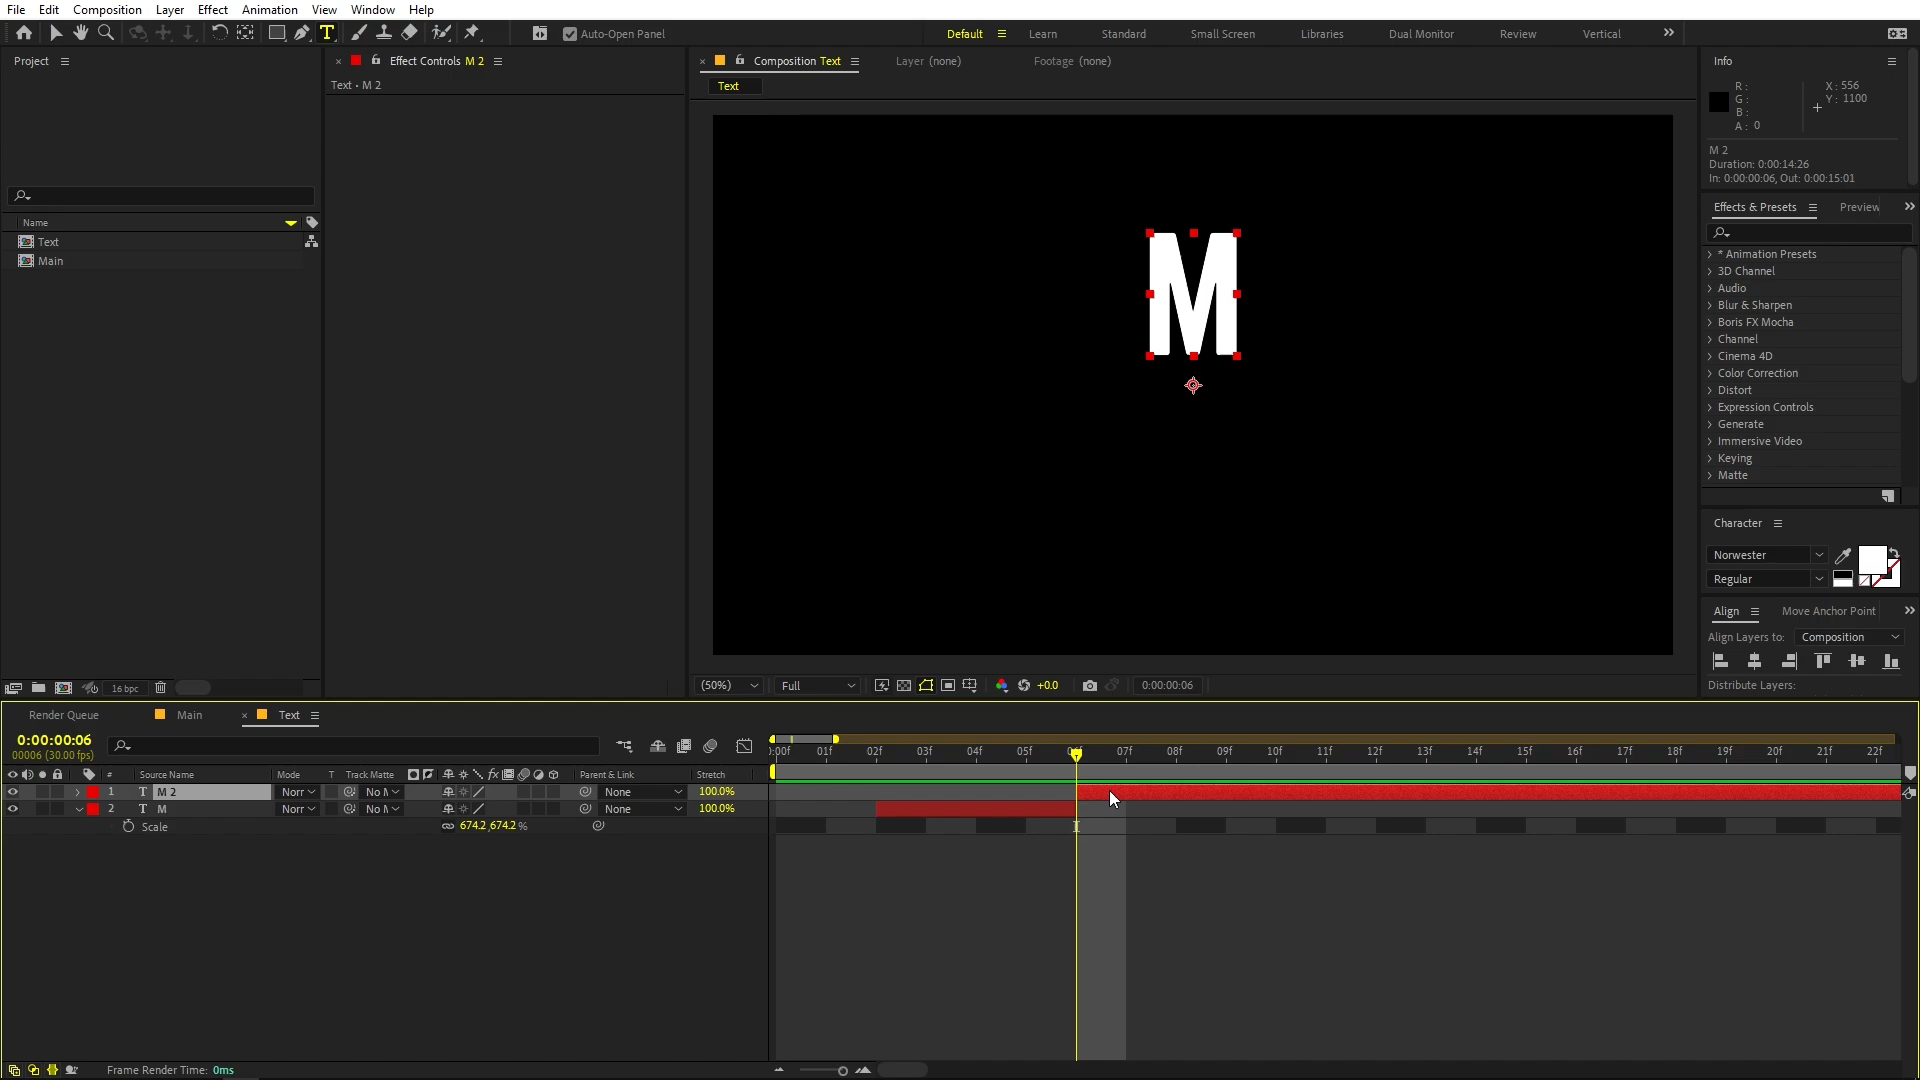 File Edit Composition Layer Effect Animation View Window Help
Auto-Open Panel
Default Learn Standard Small Screen Libraries Dual Monitor Review Vertical
Project
Effect Controls M 2
Text • M 2
Composition Text
Layer (none)
Footage (none)
Text
Info
R :
G :
B :
A : 0
X : 556
Y : 1100
M 2
Duration: 0:00:14:26
In: 0:00:00:06, Out: 0:00:15:01
Effects & Presets
Preview
Name
Text
Main
M
* Animation Presets
3D Channel
Audio
Blur & Sharpen
Boris FX Mocha
Channel
Cinema 4D
Color Correction
Distort
Expression Controls
Generate
Immersive Video
Keying
Matte
Character
Norwester
Regular
Align
Move Anchor Point
Align Layers to: Composition
Distribute Layers:
16 bpc
(50%) Full +0.0 0:00:00:06
Render Queue Main Text
0:00:00:06
00006 (30.00 fps)
:00f 01f 02f 03f 04f 05f 07f 08f 09f 10f 11f 12f 13f 14f 15f 16f 17f 18f 19f 20f 21f 22f
# Source Name Mode T Track Matte fx Parent & Link Stretch
1 T M 2 Norr No M None 100.0%
2 T M Norr No M None 100.0%
Scale 674.2,674.2 %
Frame Render Time: 0ms